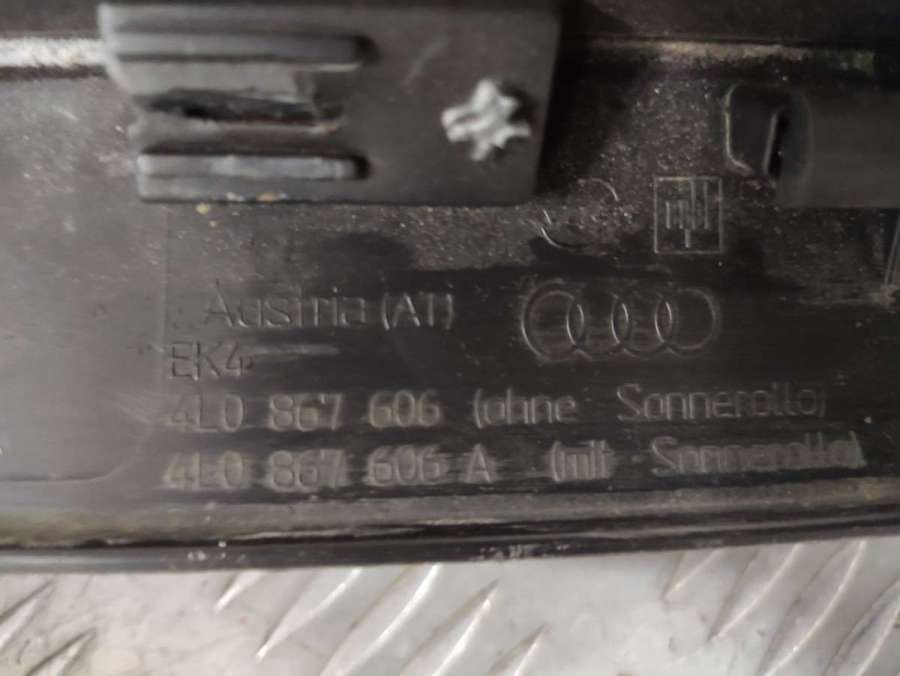 Austria (AT)
EK4
4L0 867 606 (ohne Sonnerollo)
4L0 867 606 A (mit Sonnerollo)